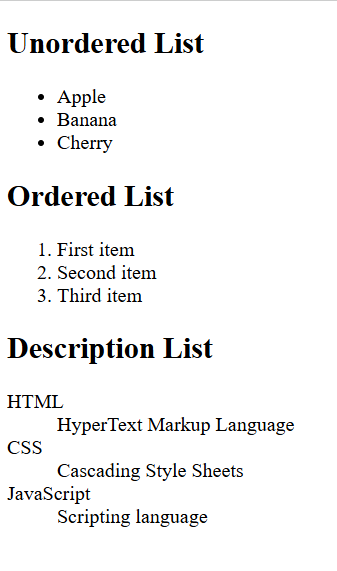 Unordered List
• Apple
• Banana
• Cherry
Ordered List
1. First item
2. Second item
3. Third item
Description List
HTML
HyperText Markup Language
CSS
Cascading Style Sheets
JavaScript
Scripting language